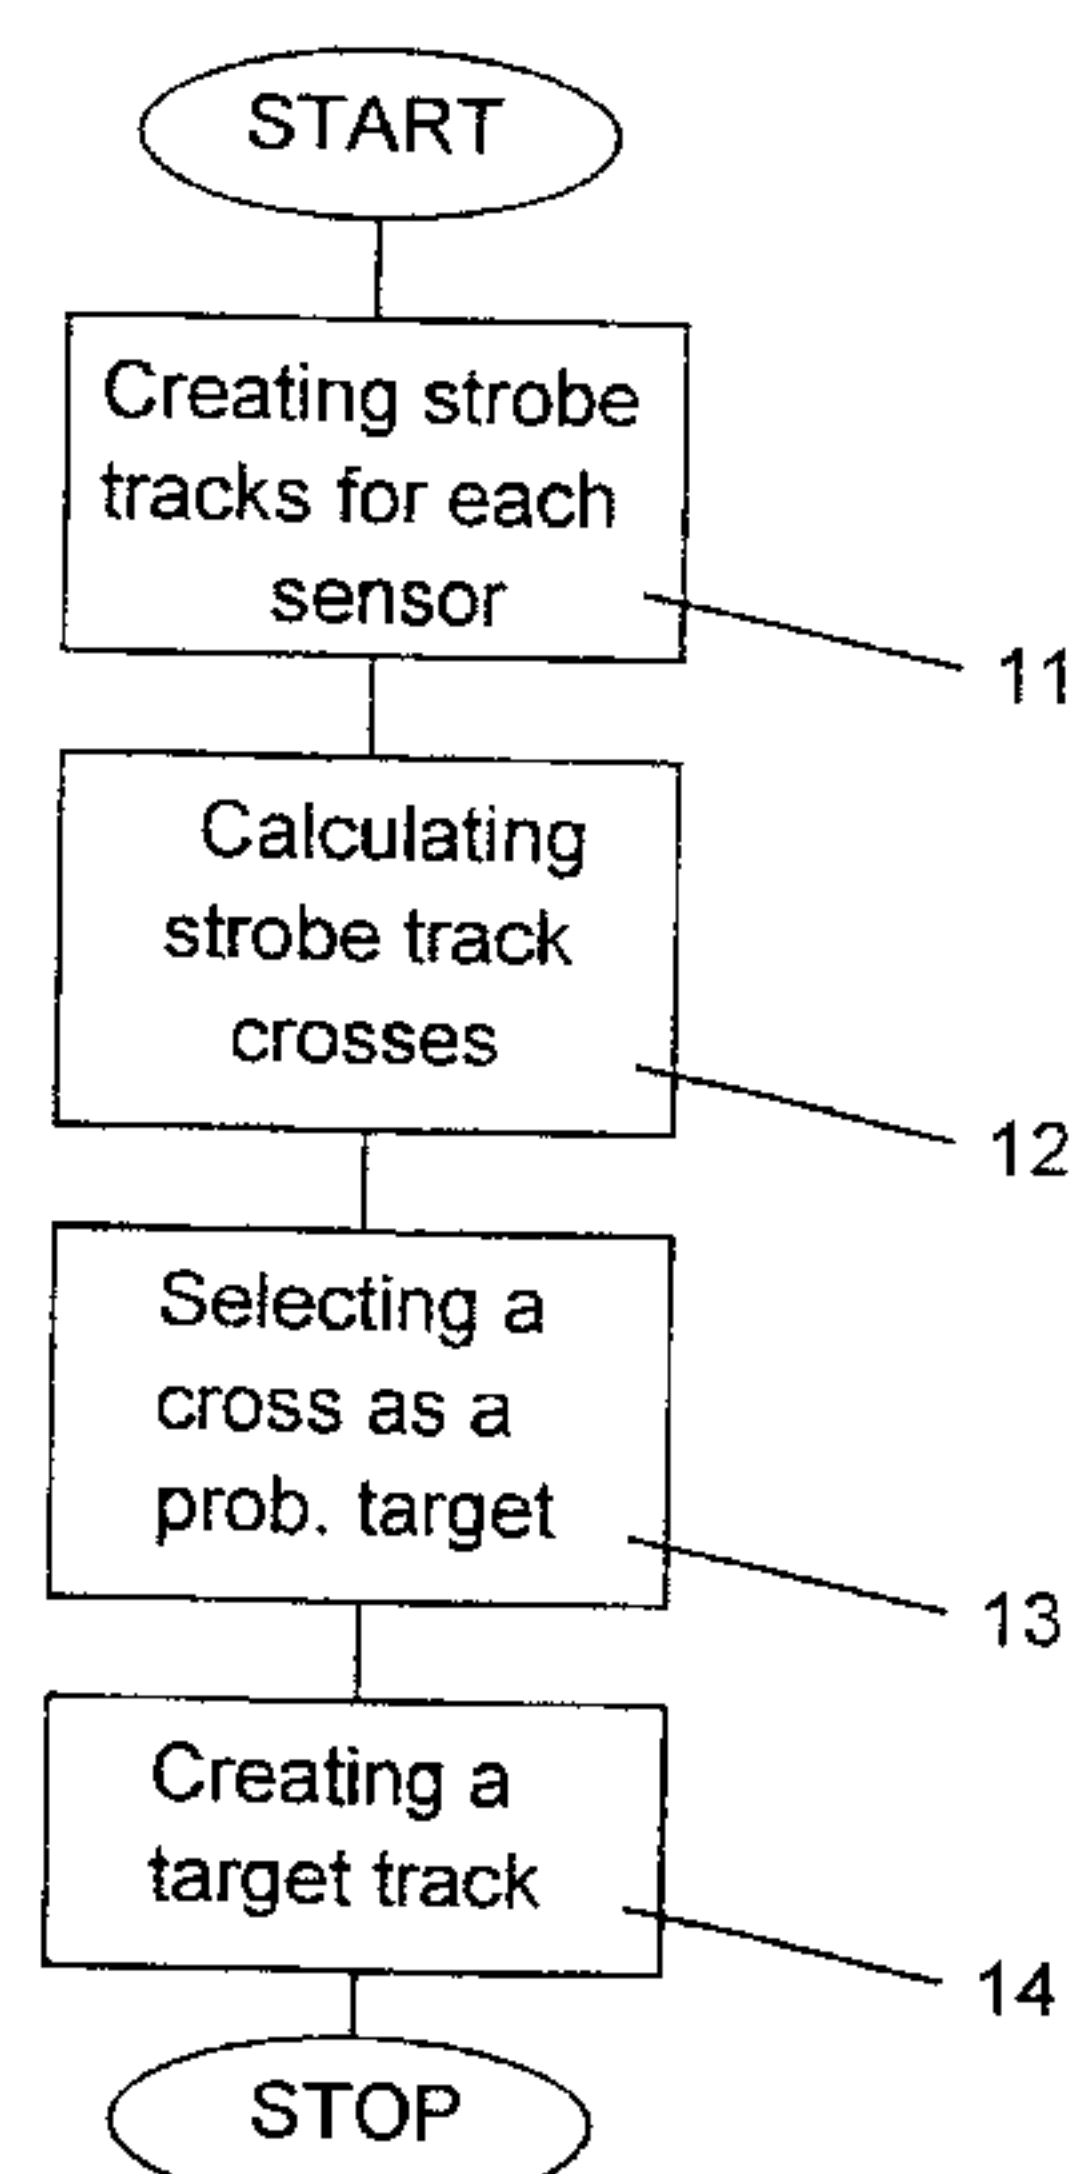 START
Creating strobe
tracks for each
sensor
11
Calculating
strobe track
crosses
12
Selecting a
cross as a
prob. target
13
Creating a
target track
14
STOP